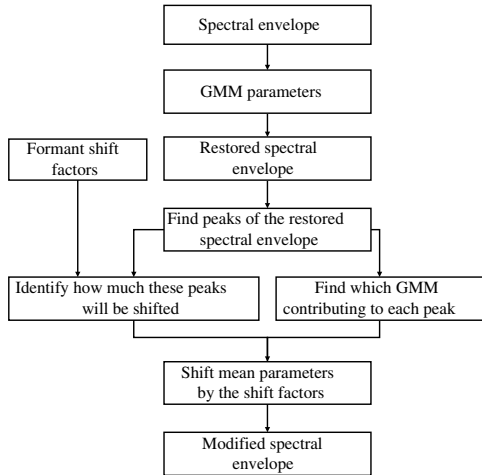 Spectral envelope
GMM parameters
Formant shift
factors
Restored spectral
envelope
Find peaks of the restored
spectral envelope
Identify how much these peaks
will be shifted
Find which GMM
contributing to each peak
Shift mean parameters
by the shift factors
Modified spectral
envelope